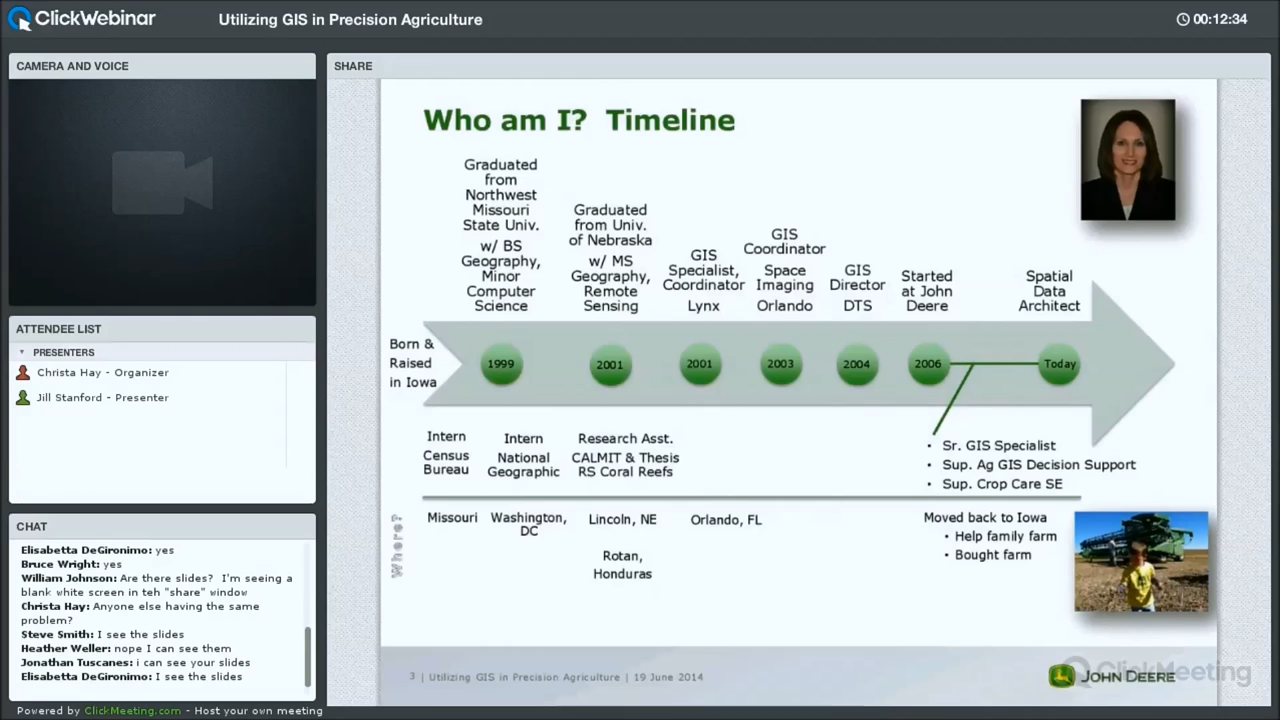 ClickWebinar
Utilizing GIS in Precision Agriculture
00:12:34
CAMERA AND VOICE
ATTENDEE LIST
PRESENTERS
Christa Hay - Organizer
Jill Stanford - Presenter
CHAT
Elisabetta DeGironimo: yes
Bruce Wright: yes
William Johnson: Are there slides? I'm seeing a
blank white screen in teh "share" window
Christa Hay: Anyone else having the same
problem?
Steve Smith: I see the slides
Heather Weller: nope I can see them
Jonathan Tuscanes: i can see your slides
Elisabetta DeGironimo: I see the slides
Powered by ClickMeeting.com - Host your own meeting
SHARE
Who am I? Timeline
Graduated
from
Northwest
Missouri
State Univ.
w/ BS
Geography,
Minor
Computer
Science
Graduated
from Univ.
of Nebraska
w/ MS
Geography,
Remote
Sensing
GIS
Specialist,
Coordinator
Lynx
GIS
Coordinator
Space
Imaging
Orlando
GIS
Director
DTS
Started
at John
Deere
Spatial
Data
Architect
Born &
Raised
in Iowa
1999
2001
2001
2003
2004
2006
Today
Intern
Census
Bureau
Intern
National
Geographic
Research Asst.
CALMIT & Thesis
RS Coral Reefs
• Sr. GIS Specialist
• Sup. Ag GIS Decision Support
• Sup. Crop Care SE
Where?
Missouri
Washington,
DC
Lincoln, NE
Rotan,
Honduras
Orlando, FL
Moved back to Iowa
• Help family farm
• Bought farm
3 | Utilizing GIS in Precision Agriculture | 19 June 2014
JOHN DEERE
ClickMeeting